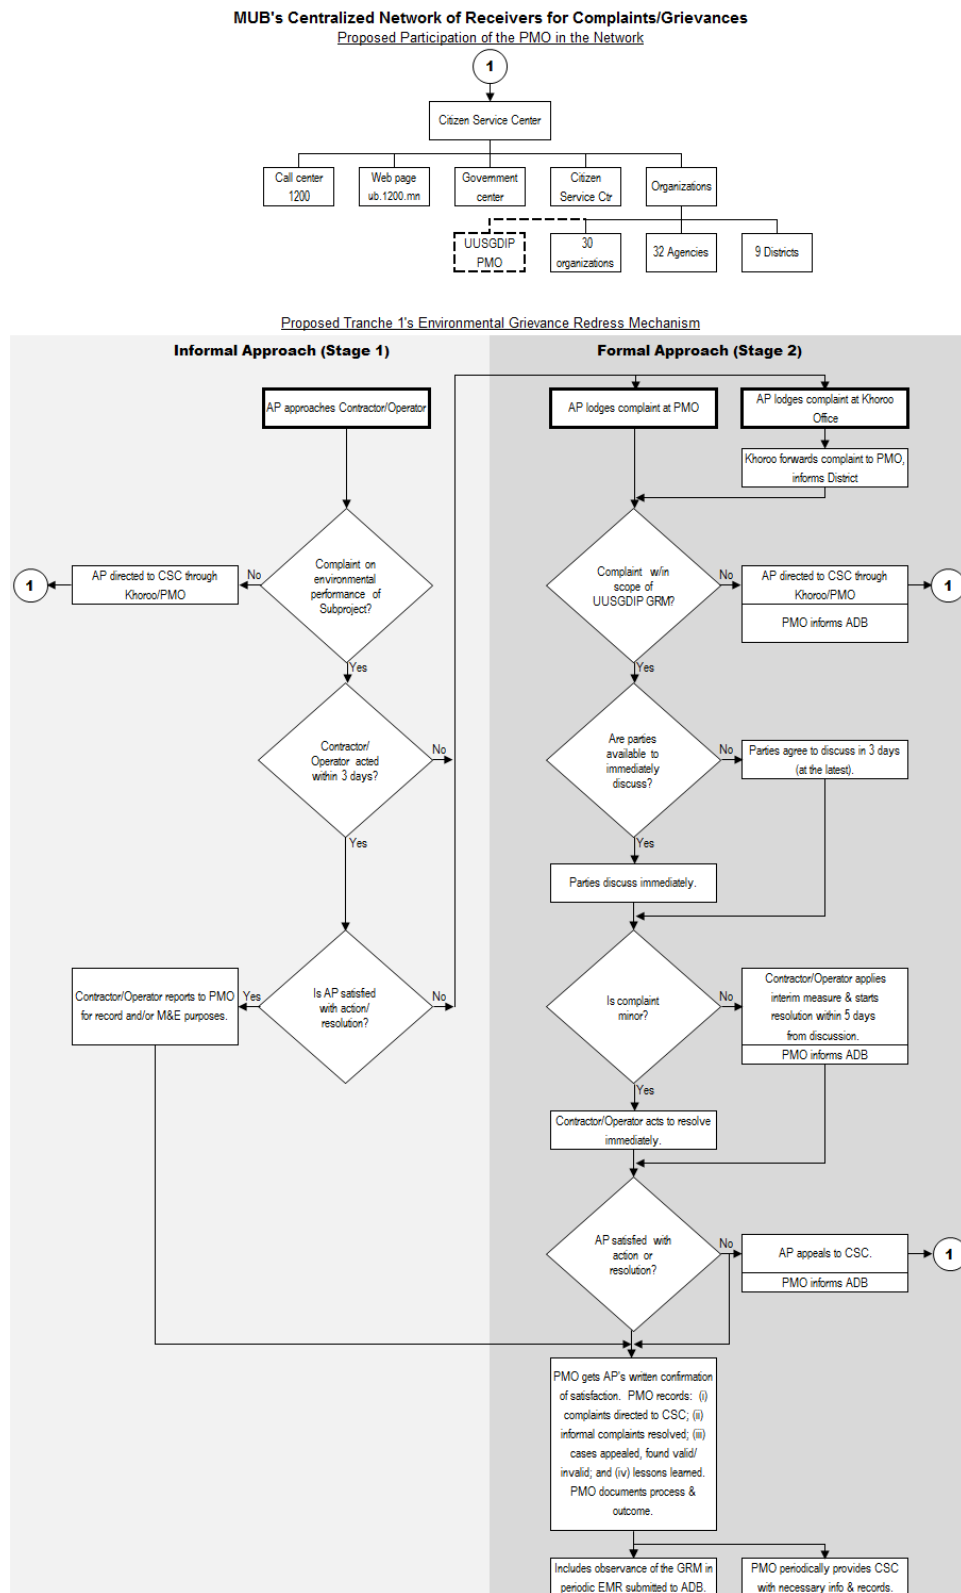 MUB's Centralized Network of Receivers for Complaints/Grievances
Proposed Participation of the PMO in the Network
1
Citizen Service Center
Call center
1200
Web page
ub.1200.mn
Government
center
Citizen
Service Ctr
Organizations
UUSGDIP
PMO
30
organizations
32 Agencies
9 Districts
Proposed Tranche 1's Environmental Grievance Redress Mechanism
Informal Approach (Stage 1)
Formal Approach (Stage 2)
AP approaches Contractor/Operator
AP lodges complaint at PMO
AP lodges complaint at Khoroo
Office
Khoroo forwards complaint to PMO,
informs District
Complaint on
environmental
performance of
Subproject?
No
AP directed to CSC through
Khoroo/PMO
1
Yes
Complaint w/in
scope of
UUSGDIP GRM?
No
AP directed to CSC through
Khoroo/PMO
PMO informs ADB
1
Yes
Contractor/
Operator acted
within 3 days?
No
Yes
Are parties
available to
immediately
discuss?
No
Parties agree to discuss in 3 days
(at the latest).
Yes
Parties discuss immediately.
Is AP satisfied
with action/
resolution?
Yes
No
Contractor/Operator reports to PMO
for record and/or M&E purposes.
Is complaint
minor?
No
Contractor/Operator applies
interim measure & starts
resolution within 5 days
from discussion.
PMO informs ADB
Yes
Contractor/Operator acts to resolve
immediately.
AP satisfied with
action or
resolution?
No
AP appeals to CSC.
PMO informs ADB
1
PMO gets AP's written confirmation
of satisfaction. PMO records: (i)
complaints directed to CSC; (ii)
informal complaints resolved; (iii)
cases appealed, found valid/
invalid; and (iv) lessons learned.
PMO documents process &
outcome.
Includes observance of the GRM in
periodic EMR submitted to ADB.
PMO periodically provides CSC
with necessary info & records.